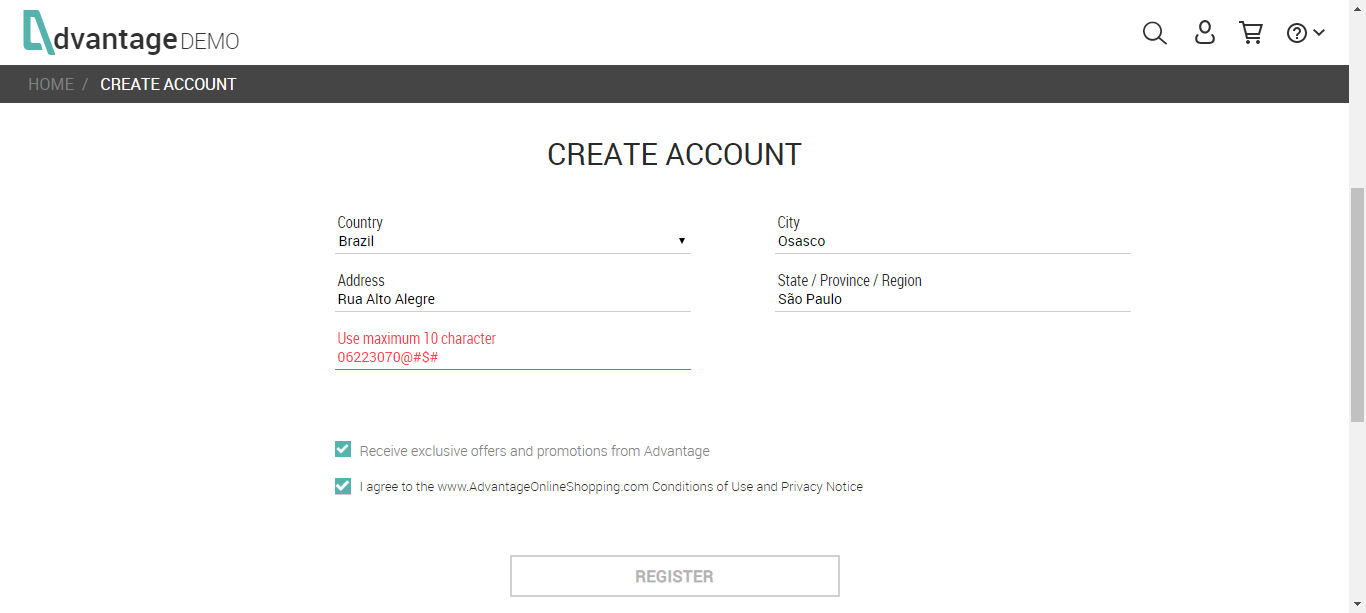 dvantage DEMO
HOME / CREATE ACCOUNT
CREATE ACCOUNT
Country
Brazil
City
Osasco
Address
Rua Alto Alegre
State / Province / Region
São Paulo
Use maximum 10 character
06223070@#$#
Receive exclusive offers and promotions from Advantage
I agree to the www.AdvantageOnlineShopping.com Conditions of Use and Privacy Notice
REGISTER